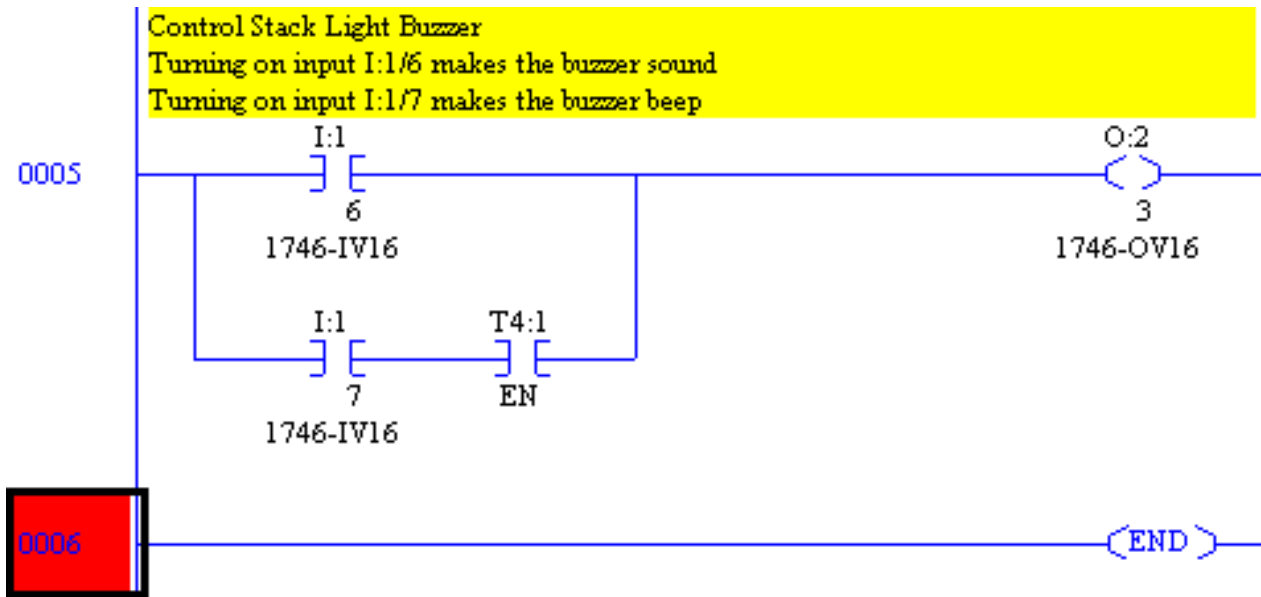 Control Stack Light Buzzer
Turning on input I:1/6 makes the buzzer sound
Turning on input I:1/7 makes the buzzer beep
I:1 O:2
0005
6 3
1746-IV16 1746-OV16
I:1 T4:1
7 EN
1746-IV16
0006 END